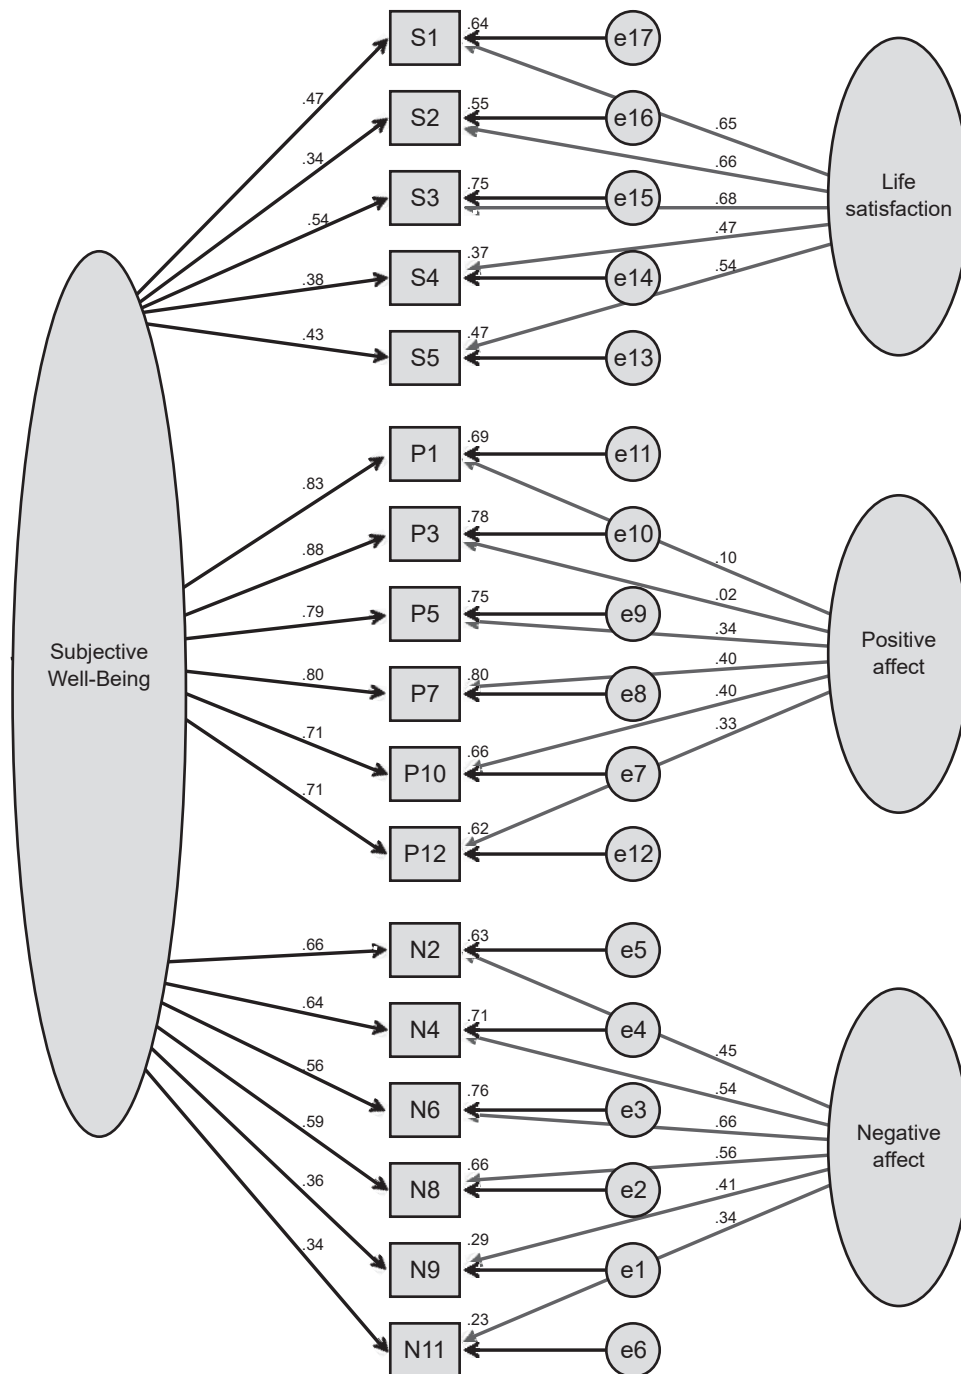 S1
.64
e17
.47
.65
S2
.55
e16
.34
.66
S3
.75
e15
.54
.68
Life
satisfaction
S4
.37
e14
.38
.47
S5
.47
e13
.43
.54
P1
.69
e11
.83
P3
.78
e10
.88
.10
P5
.75
e9
.79
.02
.34
Subjective
Well-Being
P7
.80
e8
.80
.40
Positive
affect
P10
.66
e7
.71
.40
.33
P12
.62
e12
.71
N2
.63
e5
.66
N4
.71
e4
.64
.45
N6
.76
e3
.56
.54
.66
Negative
affect
N8
.66
e2
.59
.56
N9
.29
e1
.36
.41
.34
N11
.23
e6
.34